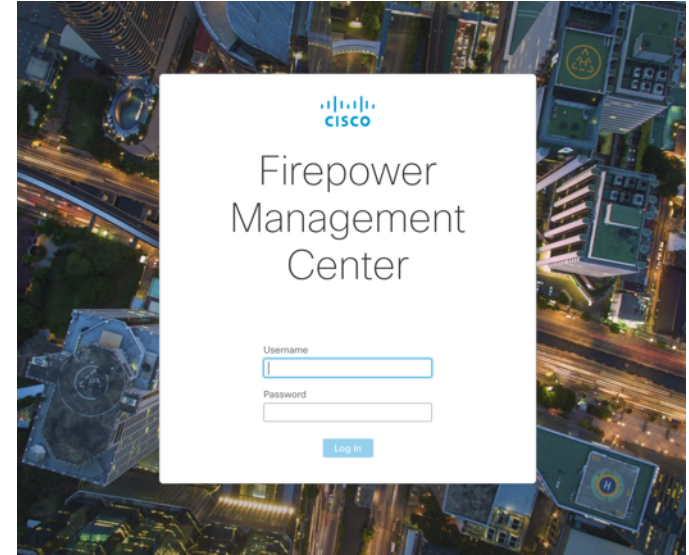 CISCO
Firepower
Management
Center
Username
Password
Log In